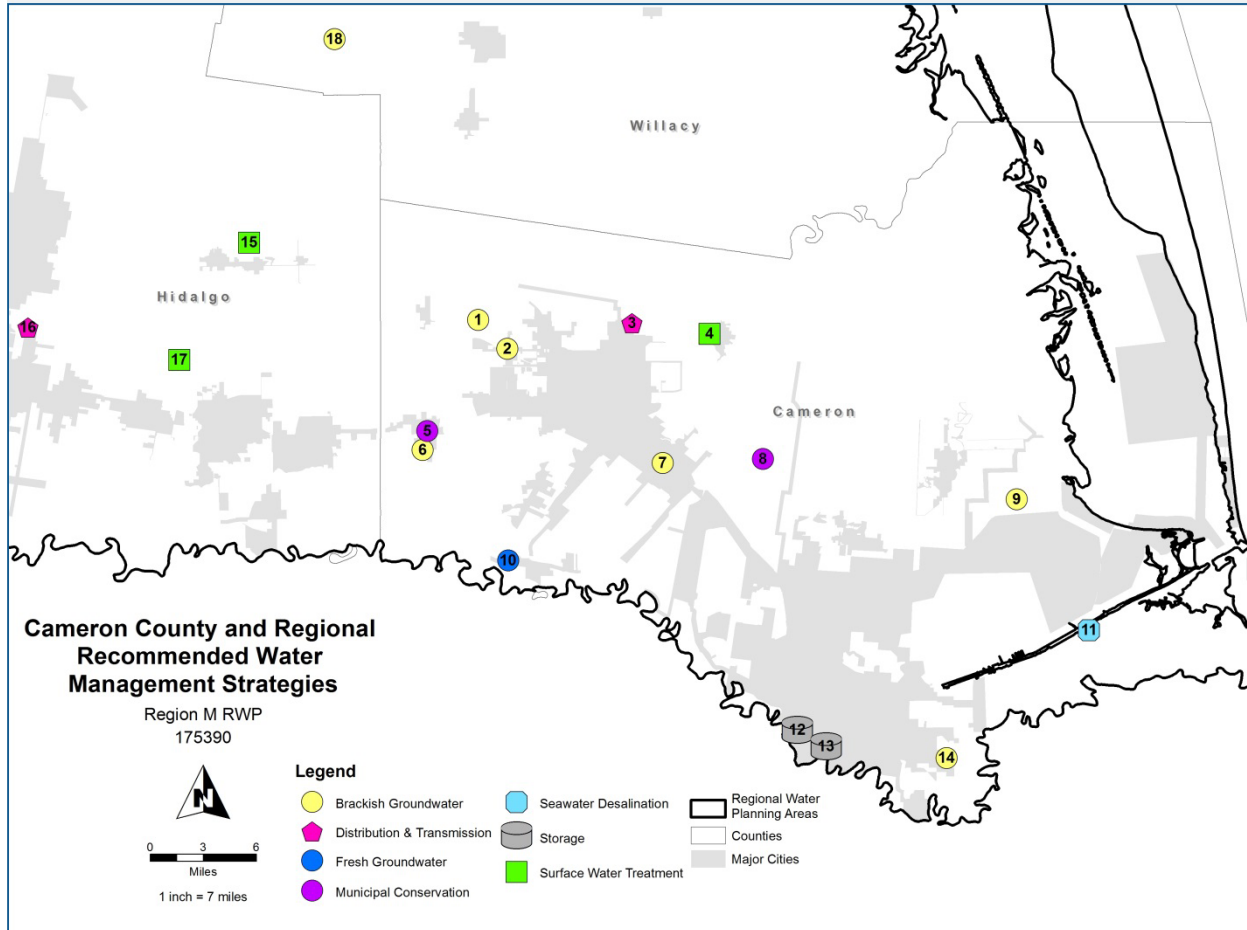 18
Willacy
15
Hidalgo
16
1
3
4
2
17
Cameron
5
6
7
8
9
10
11
12
13
14
Cameron County and Regional
Recommended Water
Management Strategies
Region M RWP
175390
N
0 3 6
Miles
1 inch = 7 miles
Legend
Brackish Groundwater
Distribution & Transmission
Fresh Groundwater
Municipal Conservation
Seawater Desalination
Storage
Surface Water Treatment
Regional Water
Planning Areas
Counties
Major Cities